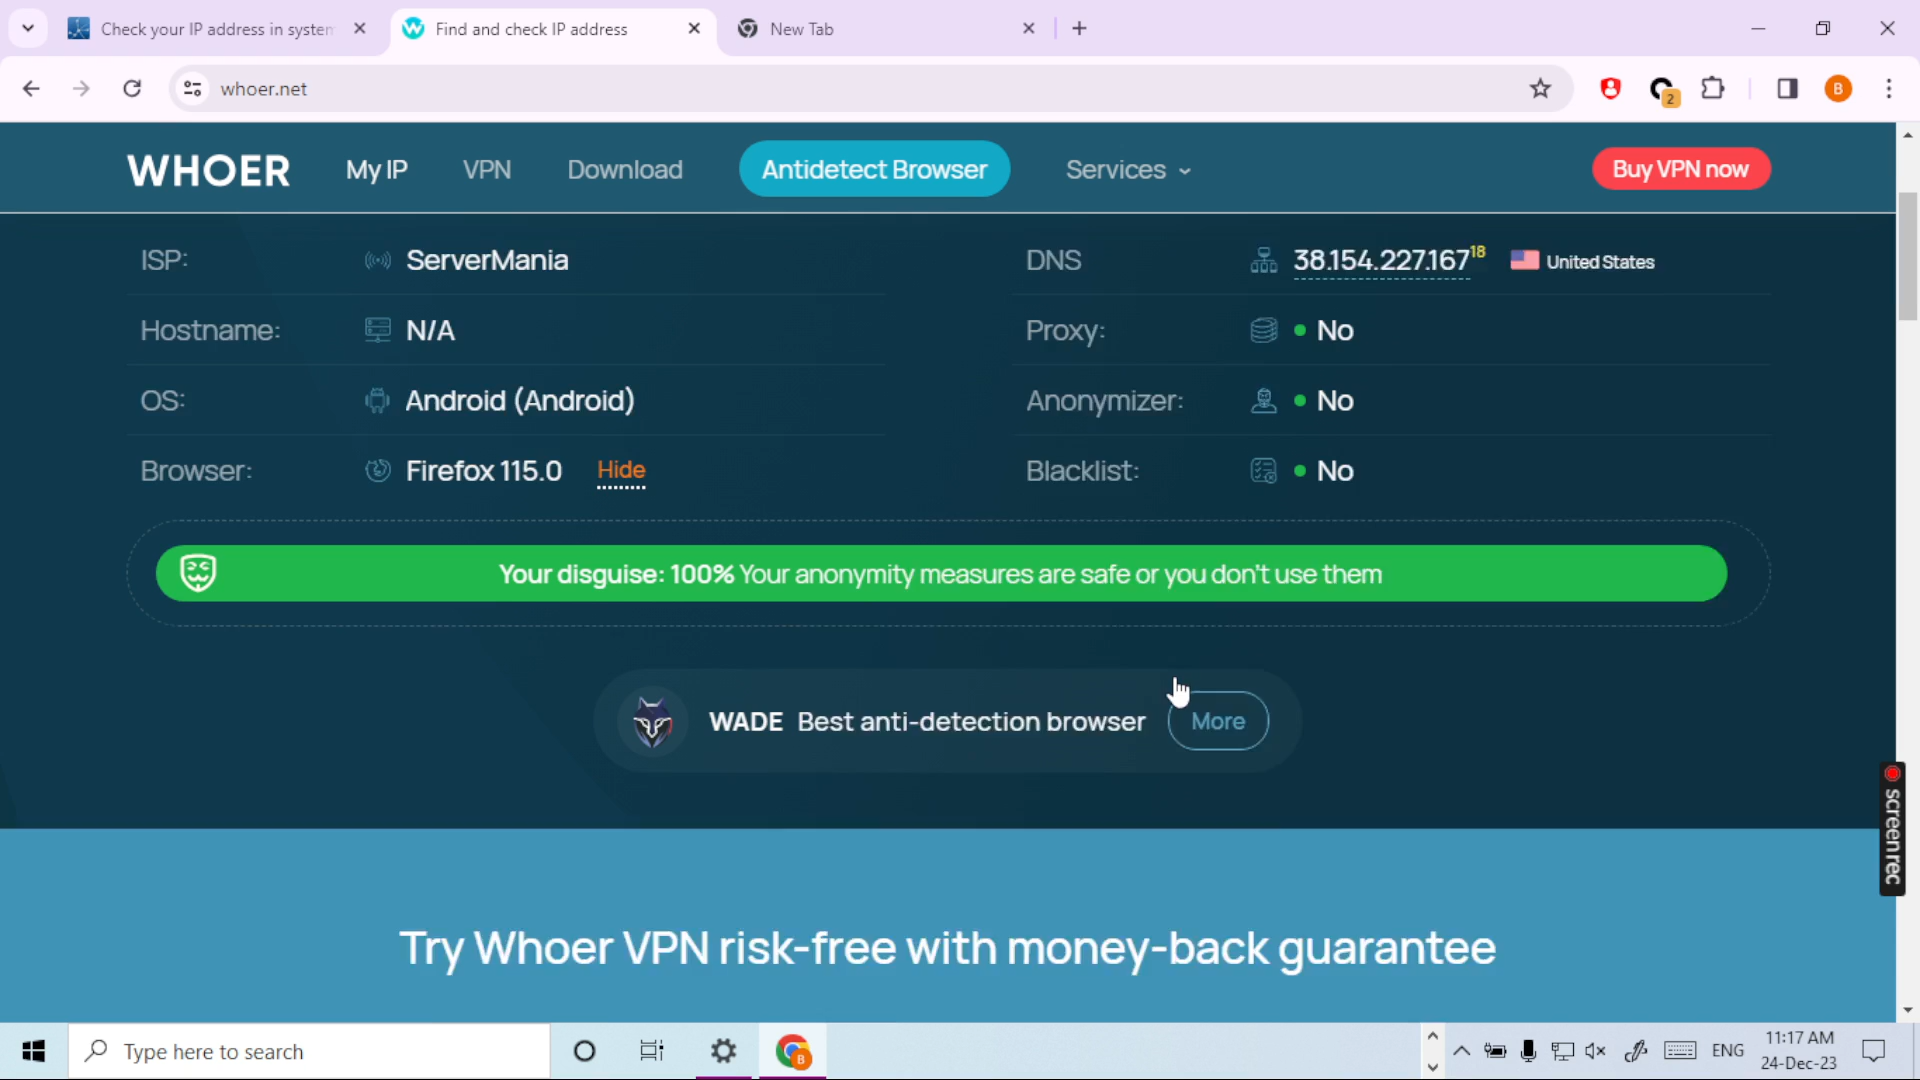 Check your IP address in system
Find and check IP address
New Tab
whoer.net
2
B
WHOER
My IP
VPN
Download
Antidetect Browser
Services
Buy VPN now
ISP:
ServerMania
DNS
38.154.227.167 18
United States
Hostname:
N/A
Proxy:
No
OS:
Android (Android)
Anonymizer:
No
Browser:
Firefox 115.0
Hide
Blacklist:
No
Your disguise: 100% Your anonymity measures are safe or you don't use them
WADE Best anti-detection browser
More
screenrec
Try Whoer VPN risk-free with money-back guarantee
Type here to search
B
ENG
11:17 AM
24-Dec-23